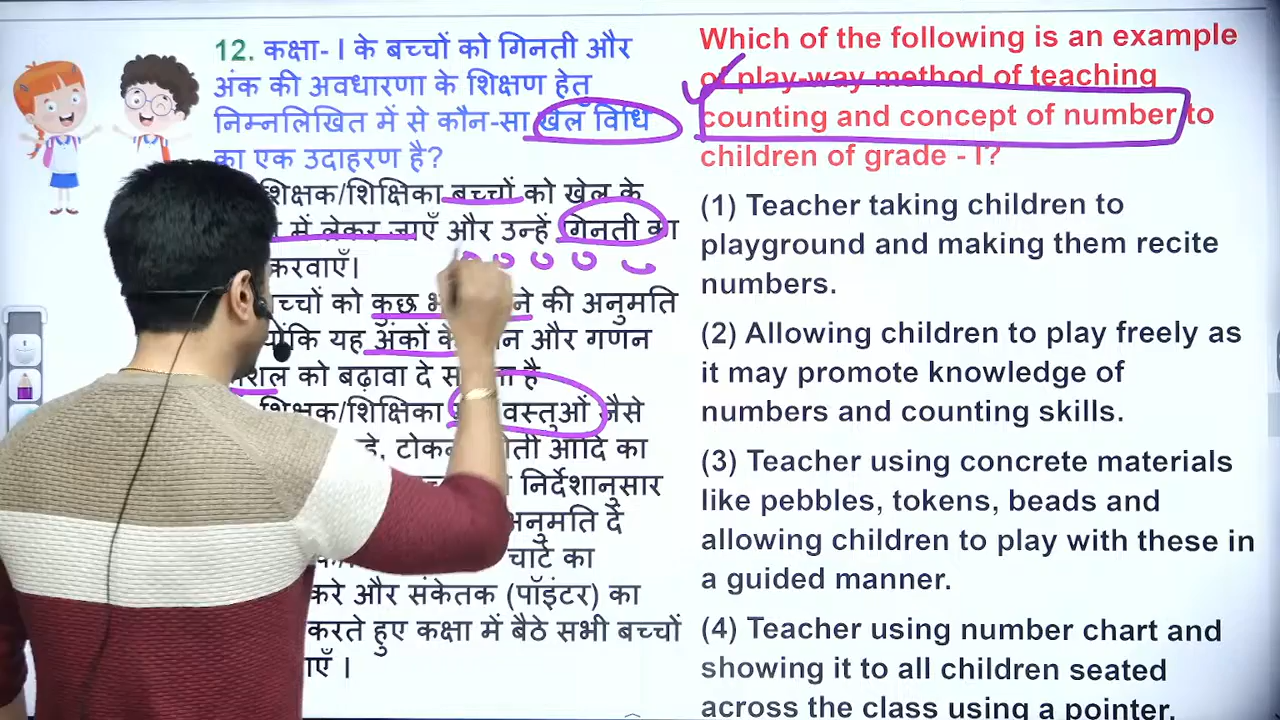 12. कक्षा- I के बच्चों को गिनती और
अंक की अवधारणा के शिक्षण हेतु
निम्नलिखित में से कौन-सा खेल विधि
का एक उदाहरण है?
शिक्षक/शिक्षिका बच्चों को खेल के
में लेकर जाएँ और उन्हें गिनती का
करवाएँ।
को कुछ की अनुमति
यह अंकों और गणन
को बढ़ावा दे है
शिक्षक/शिक्षिका वस्तुओं जैसे
आदि का
निर्देशानुसार
अनुमति दे
चार्ट का
करे और संकेतक (पॉइंटर) का
करते हुए कक्षा में बैठे सभी बच्चों
Which of the following is an example
of play-way method of teaching
counting and concept of number to
children of grade - I?
(1) Teacher taking children to
playground and making them recite
numbers.
(2) Allowing children to play freely as
it may promote knowledge of
numbers and counting skills.
(3) Teacher using concrete materials
like pebbles, tokens, beads and
allowing children to play with these in
a guided manner.
(4) Teacher using number chart and
showing it to all children seated
across the class using a pointer.